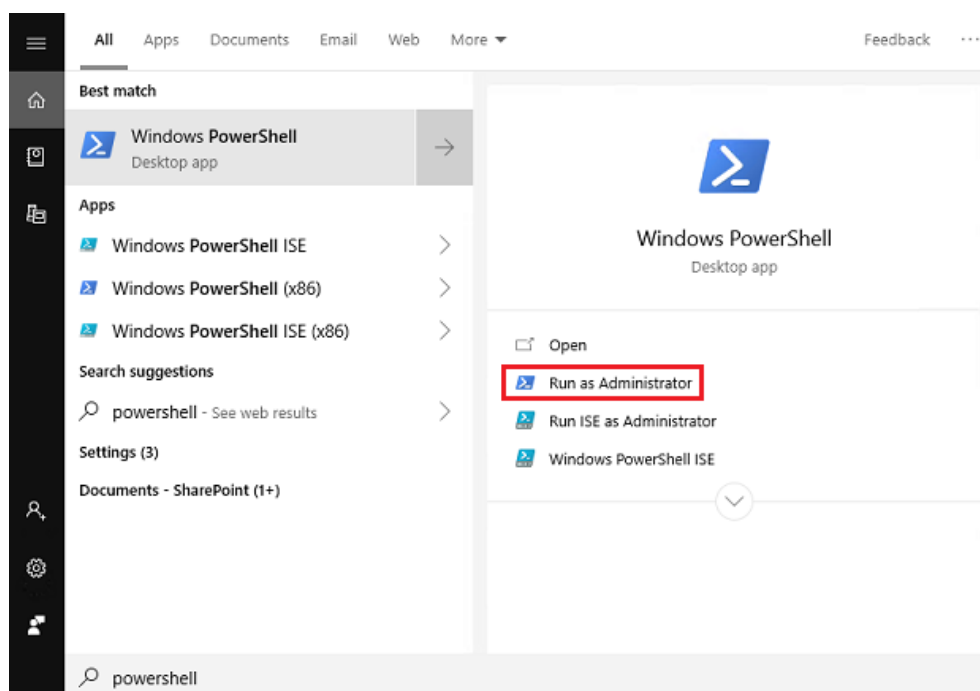 All Apps Documents Email Web More Feedback ...
Best match
Windows PowerShell
Desktop app
Apps
Windows PowerShell ISE
Windows PowerShell (x86)
Windows PowerShell ISE (x86)
Search suggestions
powershell - See web results
Settings (3)
Documents - SharePoint (1+)
Windows PowerShell
Desktop app
Open
Run as Administrator
Run ISE as Administrator
Windows PowerShell ISE
powershell